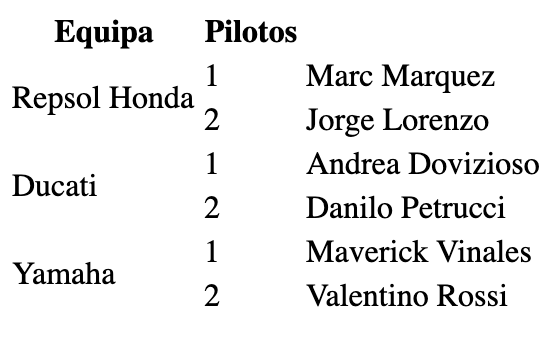 Equipa Pilotos
Repsol Honda 1 Marc Marquez
2 Jorge Lorenzo
Ducati 1 Andrea Dovizioso
2 Danilo Petrucci
Yamaha 1 Maverick Vinales
2 Valentino Rossi